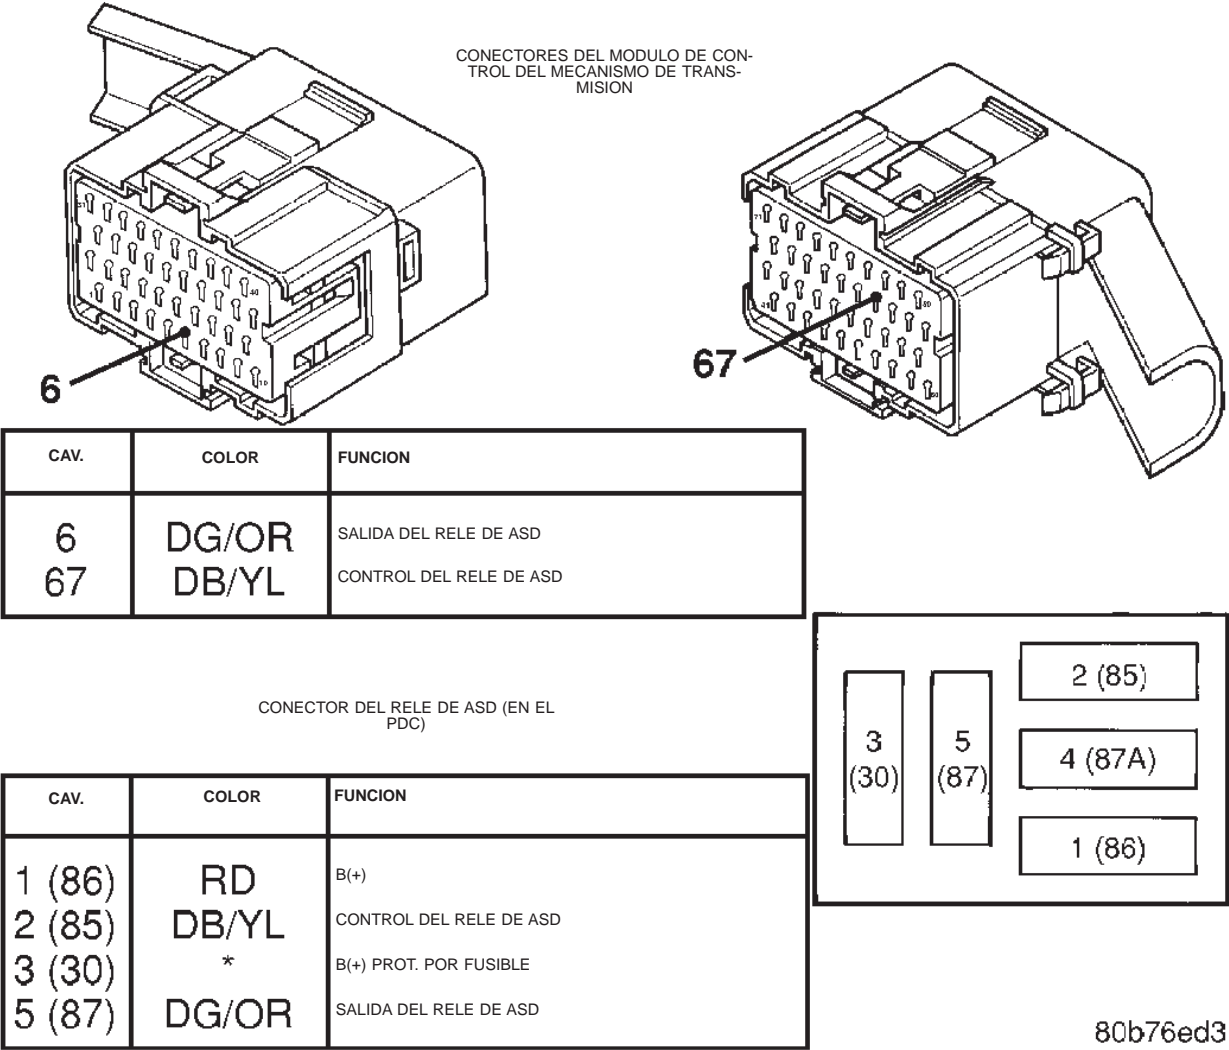 CONECTORES DEL MODULO DE CON-
TROL DEL MECANISMO DE TRANS-
MISION
6
67
CAV. COLOR FUNCION
6 DG/OR SALIDA DEL RELE DE ASD
67 DB/YL CONTROL DEL RELE DE ASD
CONECTOR DEL RELE DE ASD (EN EL
PDC)
3
(30)
5
(87)
2 (85)
4 (87A)
1 (86)
CAV. COLOR FUNCION
1 (86) RD B(+)
2 (85) DB/YL CONTROL DEL RELE DE ASD
3 (30) * B(+) PROT. POR FUSIBLE
5 (87) DG/OR SALIDA DEL RELE DE ASD
80b76ed3